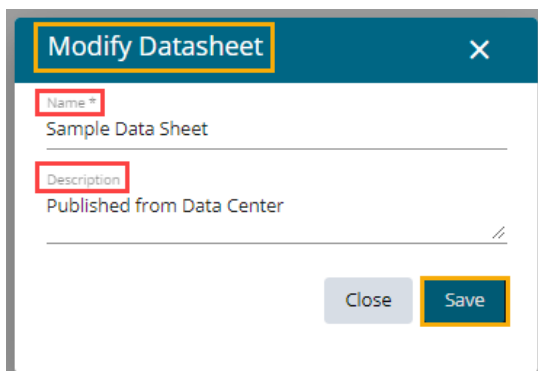 Modify Datasheet
Name *
Sample Data Sheet
Description
Published from Data Center
Close Save